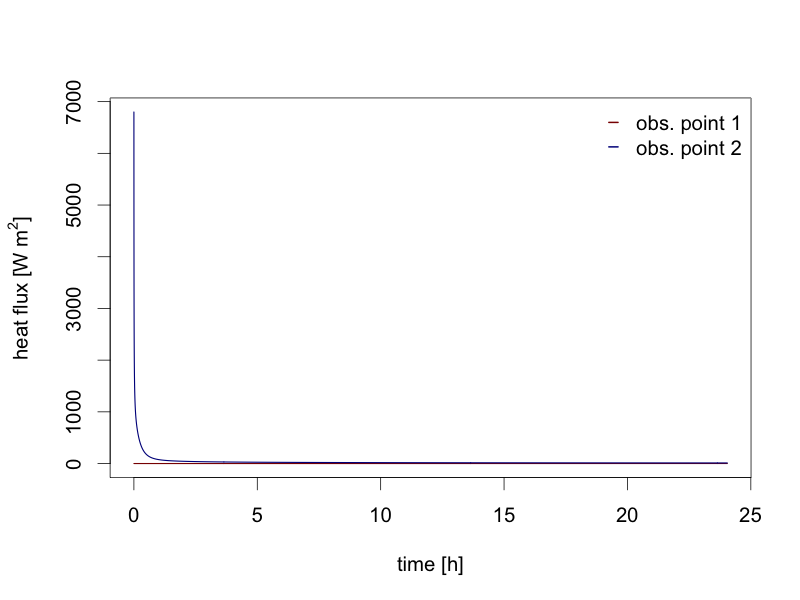 obs. point 1
obs. point 2
7000
5000
3000
1000
0
heat flux [W m²]
0 5 10 15 20 25
time [h]